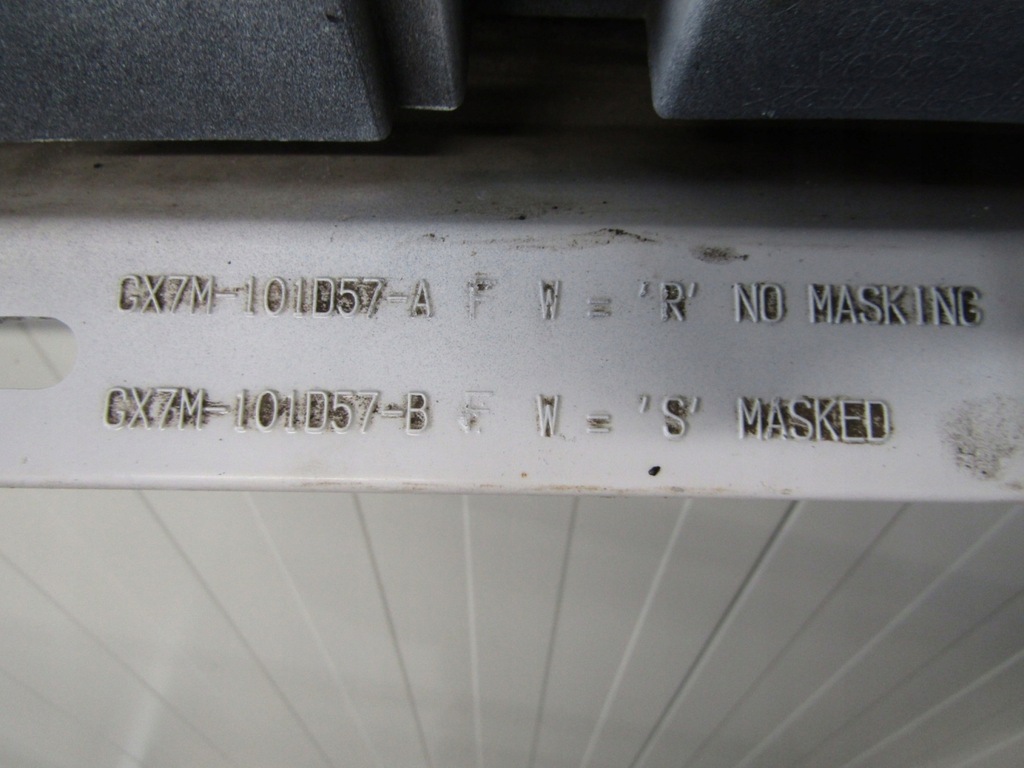 GX7M-101D57-A F W = 'R' NO MASKING
GX7M-101D57-B F W = 'S' MASKED